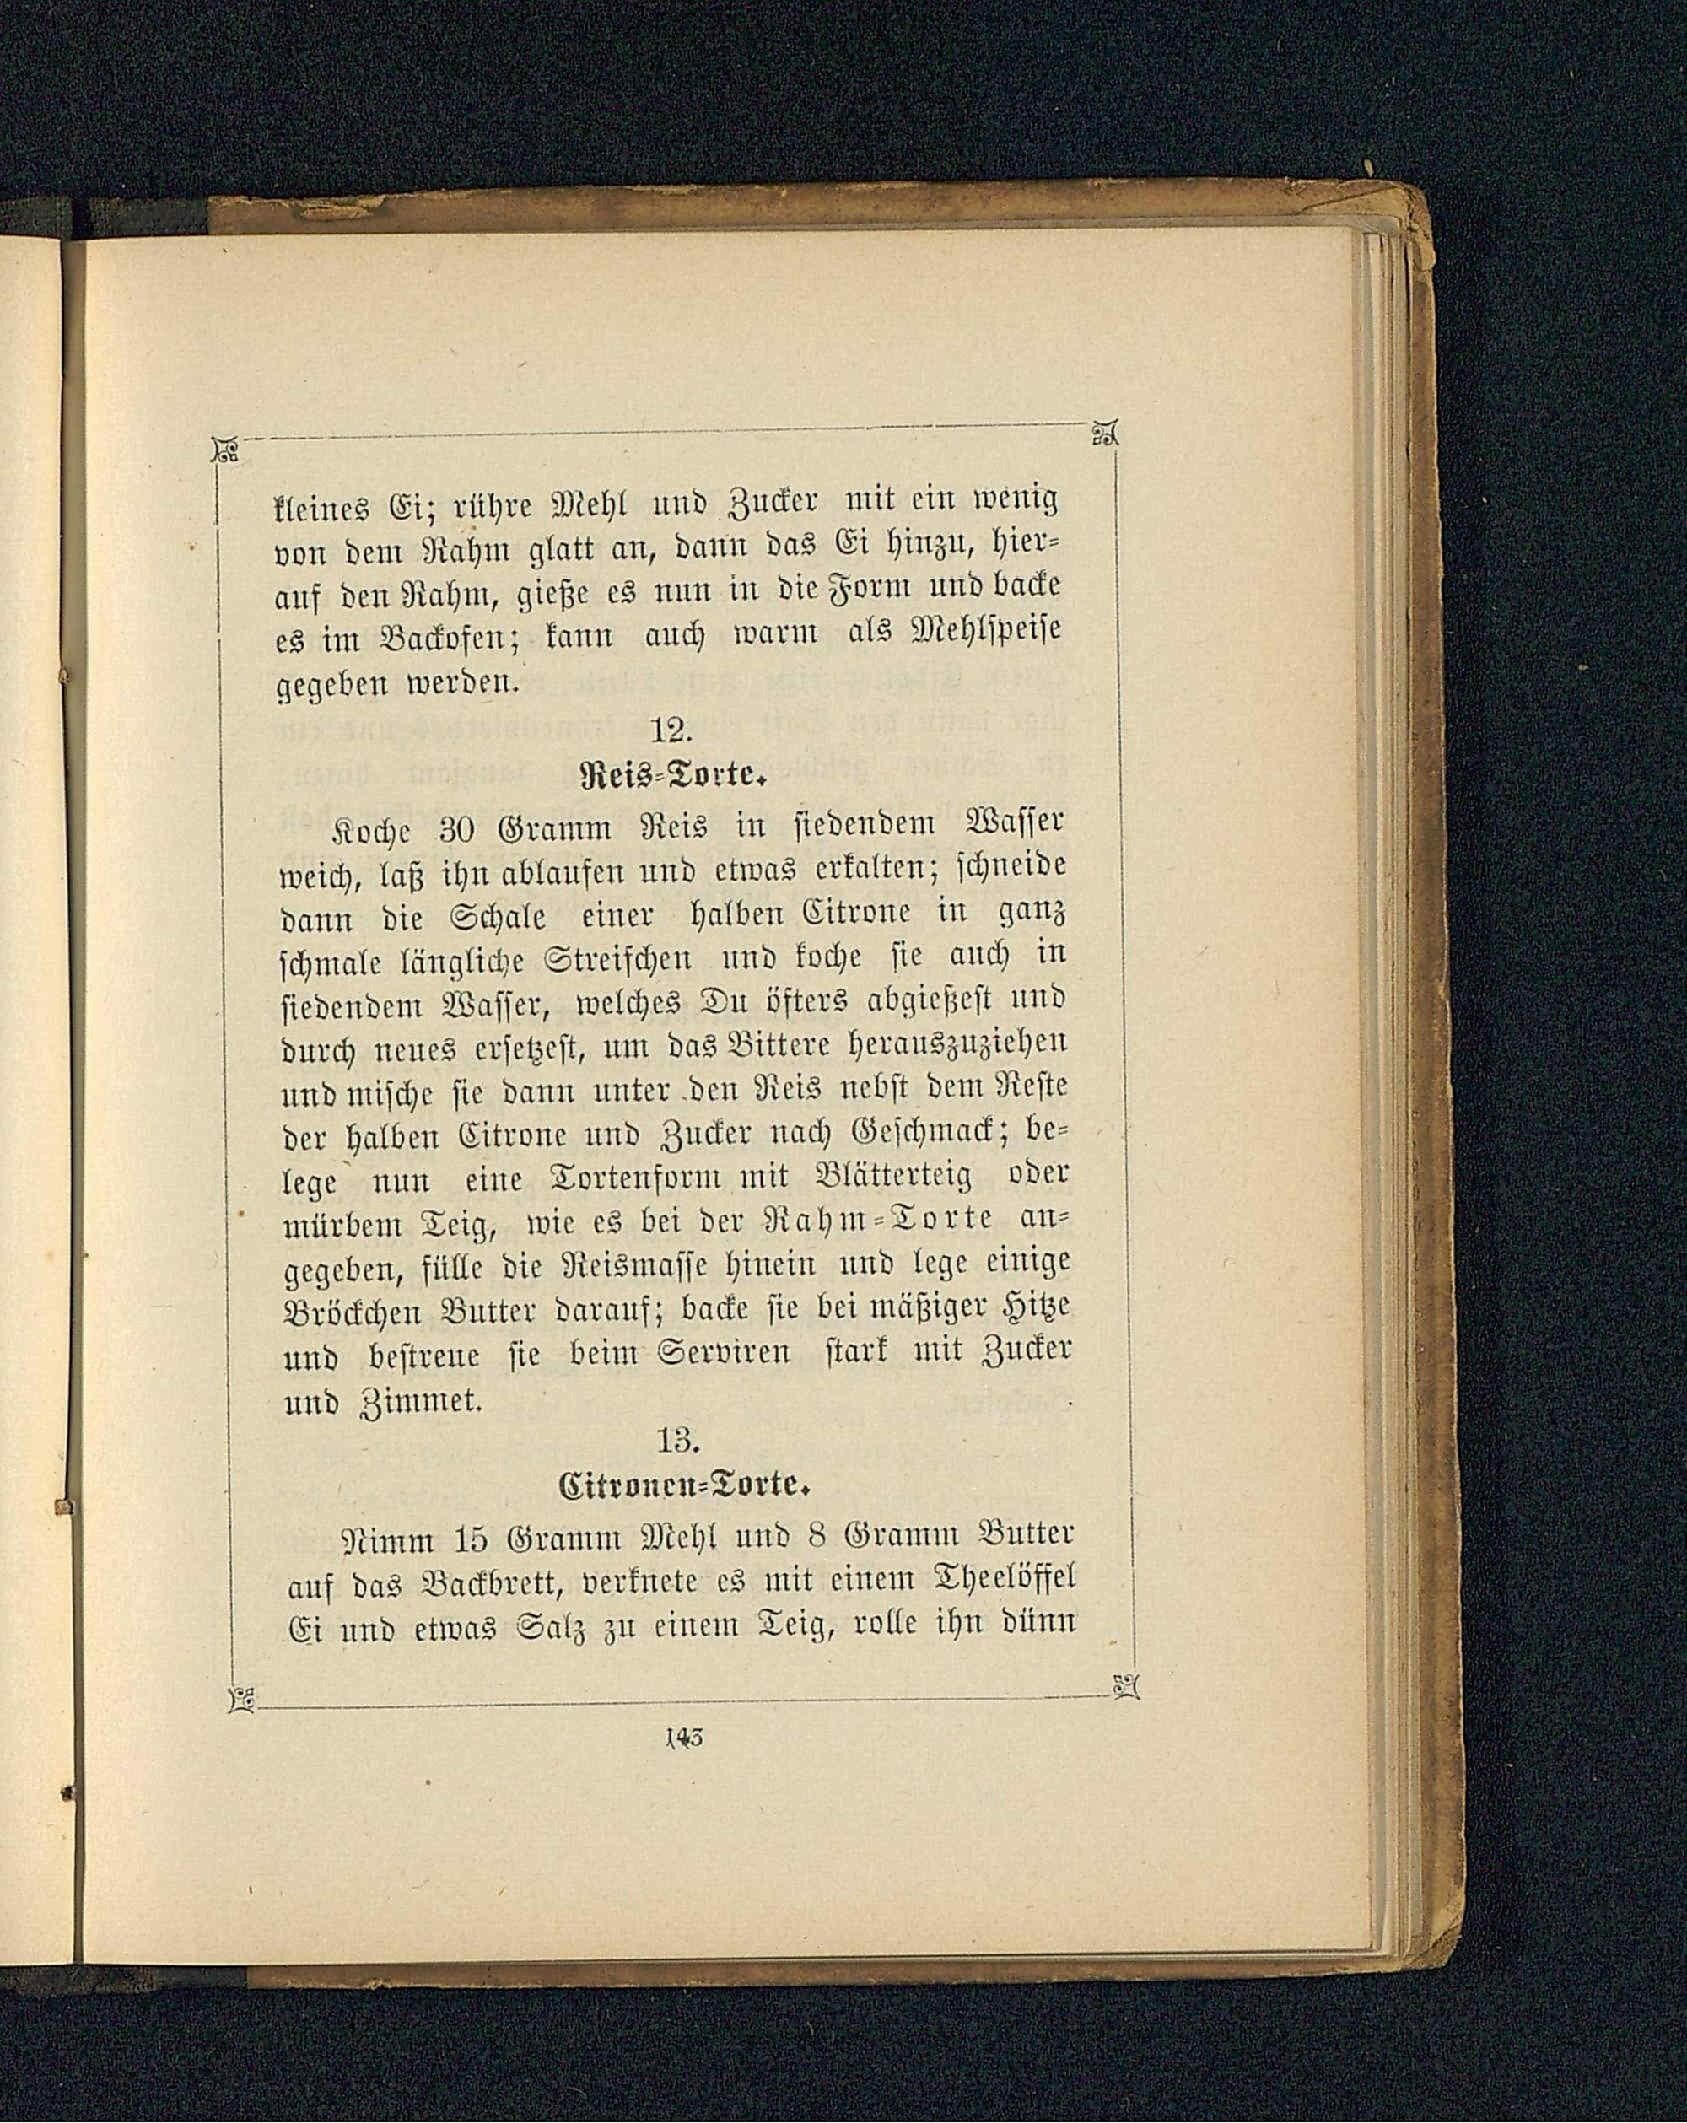 kleines Ei; rühre Mehl und Zucker mit ein wenig
von dem Rahm glatt an, dann das Ei hinzu, hier-
auf den Rahm, gieße es nun in die Form und backe
es im Backofen; kann auch warm als Mehlspeise
gegeben werden.
12.
Reis-Torte.
Koche 30 Gramm Reis in siedendem Wasser
weich, laß ihn ablaufen und etwas erkalten; schneide
dann die Schale einer halben Citrone in ganz
schmale längliche Streifchen und koche sie auch in
siedendem Wasser, welches Du öfters abgießest und
durch neues ersetzest, um das Bittere herauszuziehen
und mische sie dann unter den Reis nebst dem Reste
der halben Citrone und Zucker nach Geschmack; be-
lege nun eine Tortenform mit Blätterteig oder
mürbem Teig, wie es bei der Rahm-Torte an-
gegeben, fülle die Reismasse hinein und lege einige
Bröckchen Butter darauf; backe sie bei mäßiger Hitze
und bestreue sie beim Serviren stark mit Zucker
und Zimmet.
13.
Citronen-Torte.
Nimm 15 Gramm Mehl und 8 Gramm Butter
auf das Backbrett, verknete es mit einem Theelöffel
Ei und etwas Salz zu einem Teig, rolle ihn dünn
143